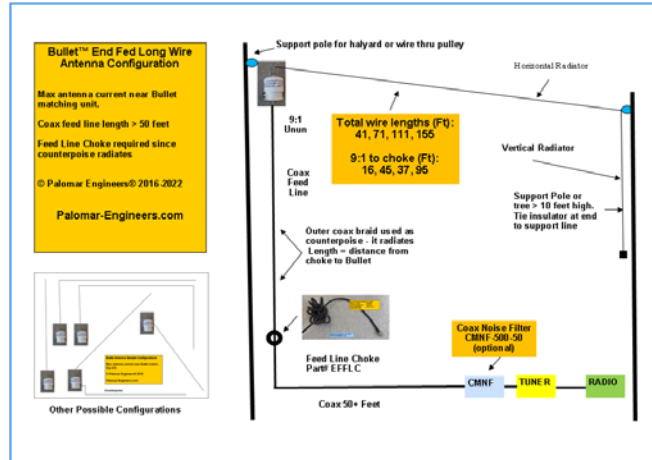 Bullet™ End Fed Long Wire
Antenna Configuration
Max antenna current near Bullet
matching unit,
Coax feed line length > 50 feet
Feed Line Choke required since
counterpoise radiates
© Palomar Engineers® 2016-2022
Palomar-Engineers.com
Support pole for halyard or wire thru pulley
Horizontal Radiator
9:1
Unun
Total wire lengths (Ft):
41, 71, 111, 155
9:1 to choke (Ft):
16, 45, 37, 95
Coax
Feed
Line
Vertical Radiator
Support Pole or
tree > 10 feet high.
Tie insulator at end
to support line
Outer coax braid used as
counterpoise - it radiates
Length = distance from
choke to Bullet
Feed Line Choke
Part# EFFLC
Coax Noise Filter
CMNF-500-50
(optional)
CMNF
TUNER
RADIO
Coax 50+ Feet
Other Possible Configurations